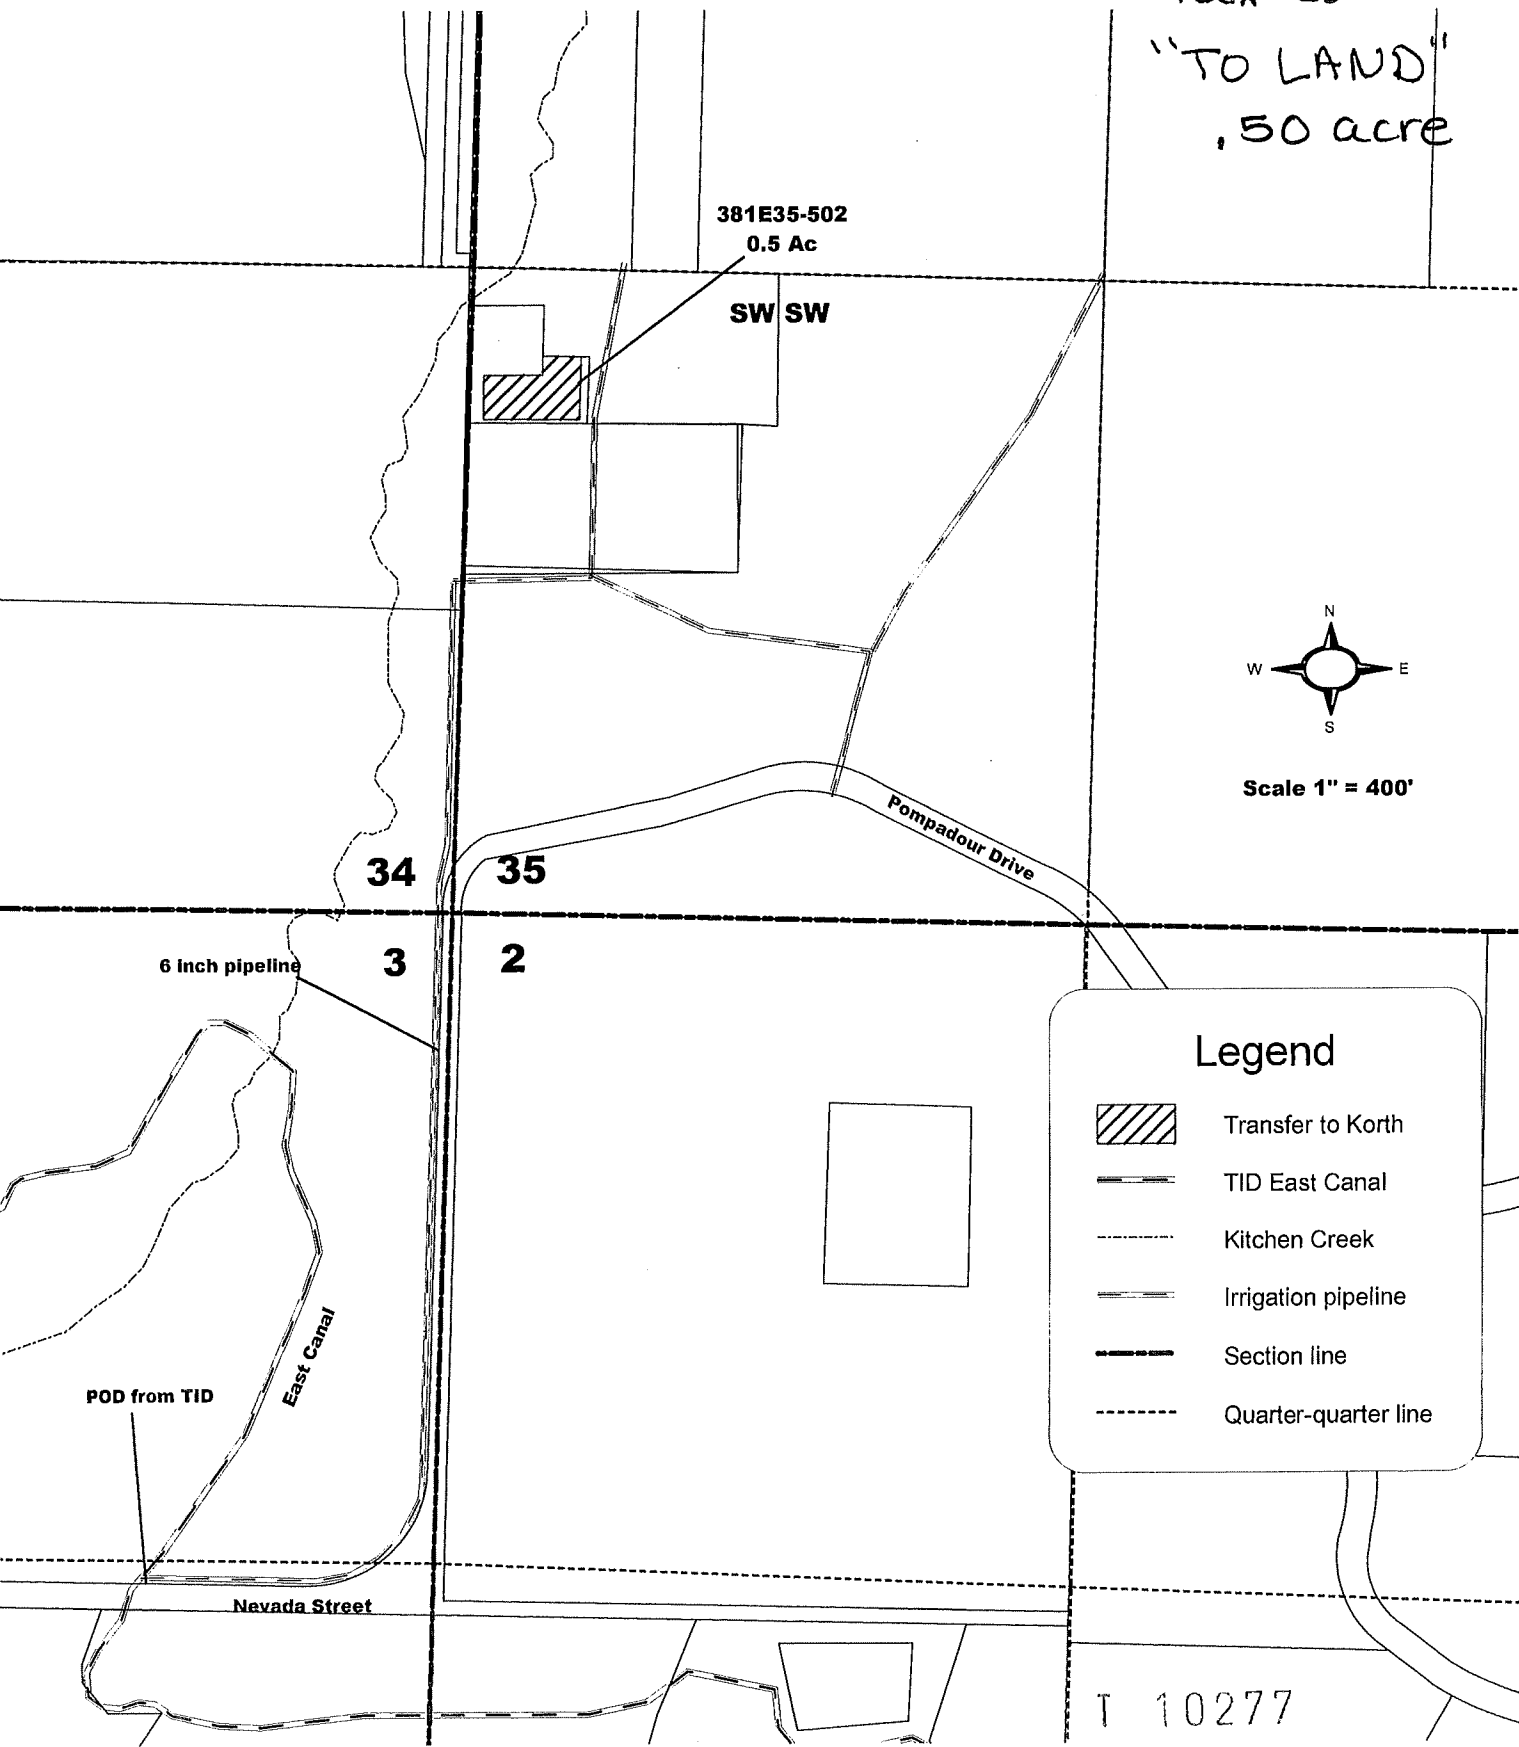 "TO LAND"
.50 acre
381E35-502
0.5 Ac
SW SW
N
W E
S
Scale 1" = 400'
Pompadour Drive
34 35
3 2
6 inch pipeline
Legend
Transfer to Korth
TID East Canal
Kitchen Creek
Irrigation pipeline
Section line
Quarter-quarter line
East Canal
POD from TID
Nevada Street
T 10277